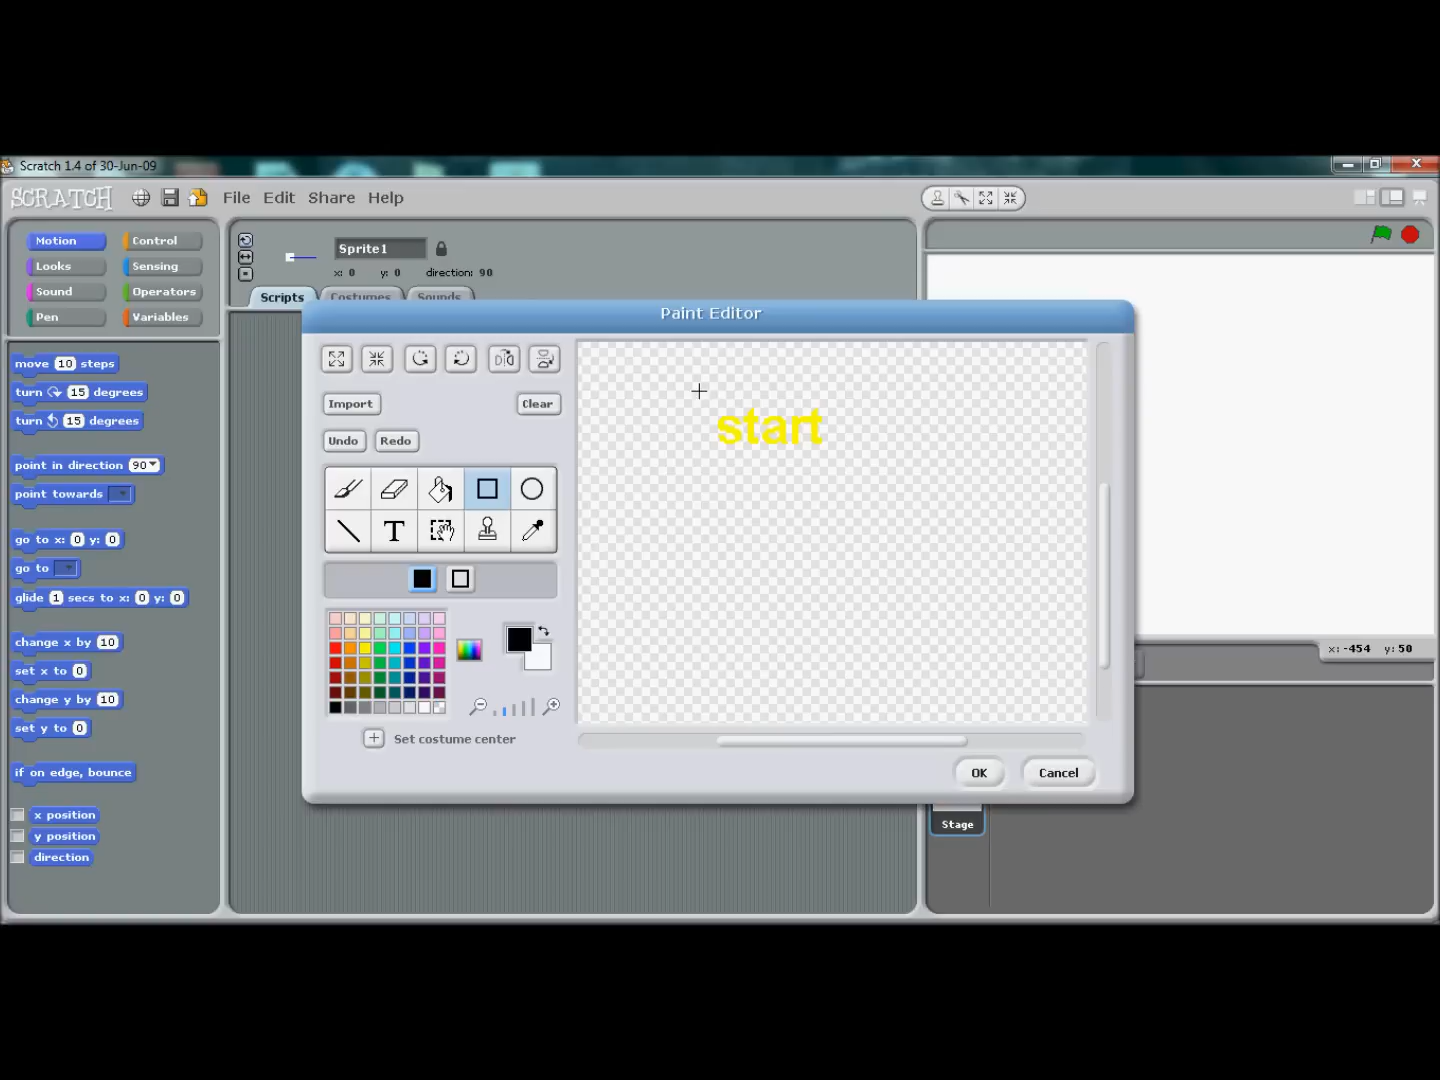 Scratch 1.4 of 30-Jun-09
SCRATCH File Edit Share Help
Motion Control
Looks Sensing
Sound Operators
Pen Variables
Sprite1
x: 0 y: 0 direction: 90
Scripts Costumes Sounds
Paint Editor
Import Clear
Undo Redo
T
Set costume center
start
OK Cancel
move 10 steps
turn 15 degrees
turn 15 degrees
point in direction 90
point towards
go to x: 0 y: 0
go to
glide 1 secs to x: 0 y: 0
change x by 10
set x to 0
change y by 10
set y to 0
if on edge, bounce
x position
y position
direction
x: -454 y: 50
Stage